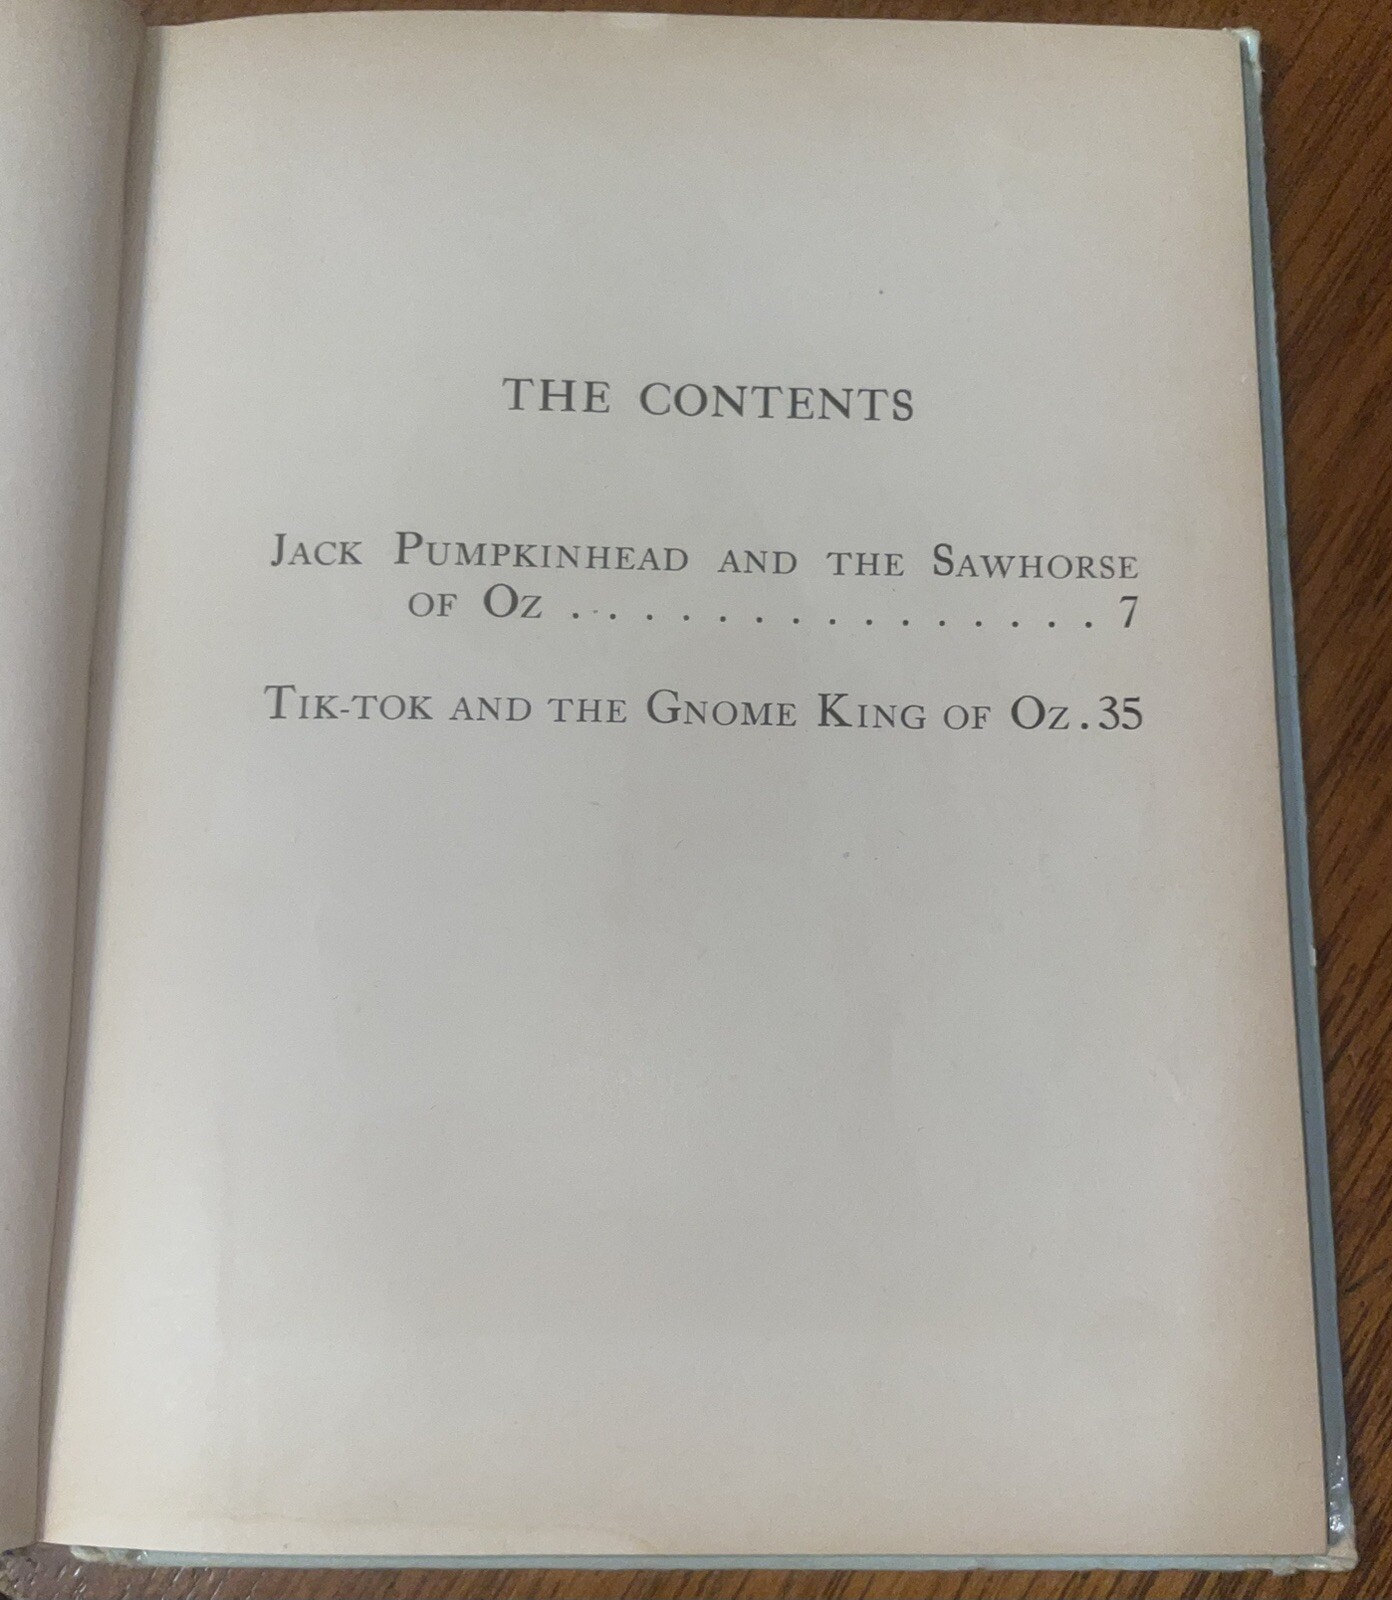 THE CONTENTS
JACK PUMPKINHEAD AND THE SAWHORSE
OF OZ . . . . . . . . . . . . . . . 7
TIK-TOK AND THE GNOME KING OF OZ . 35